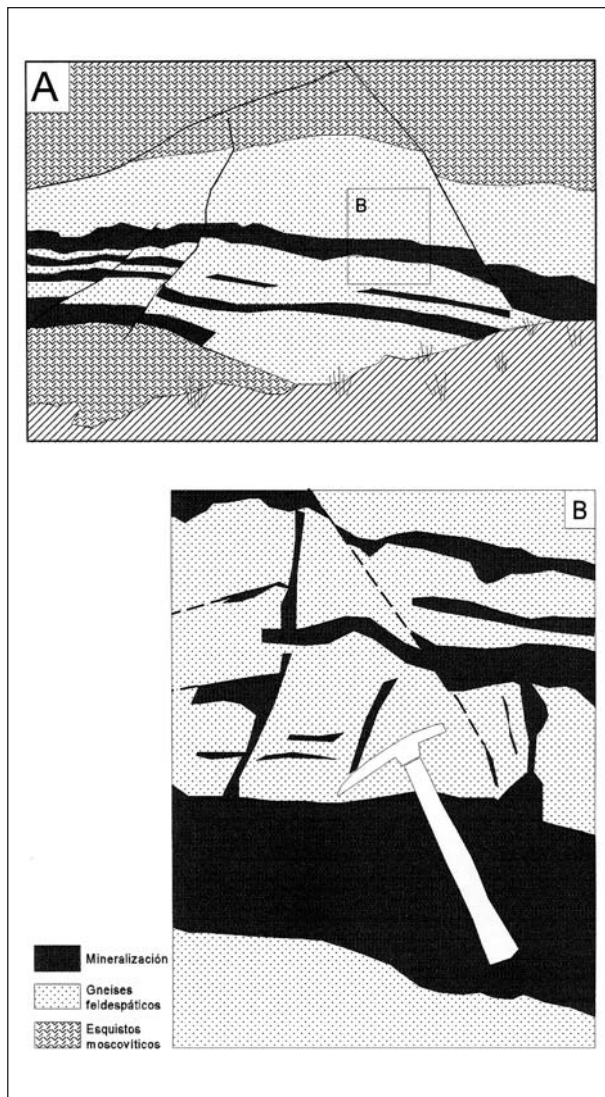 A
B
B
Mineralización
Gneises
feldespáticos
Esquistos
moscovíticos